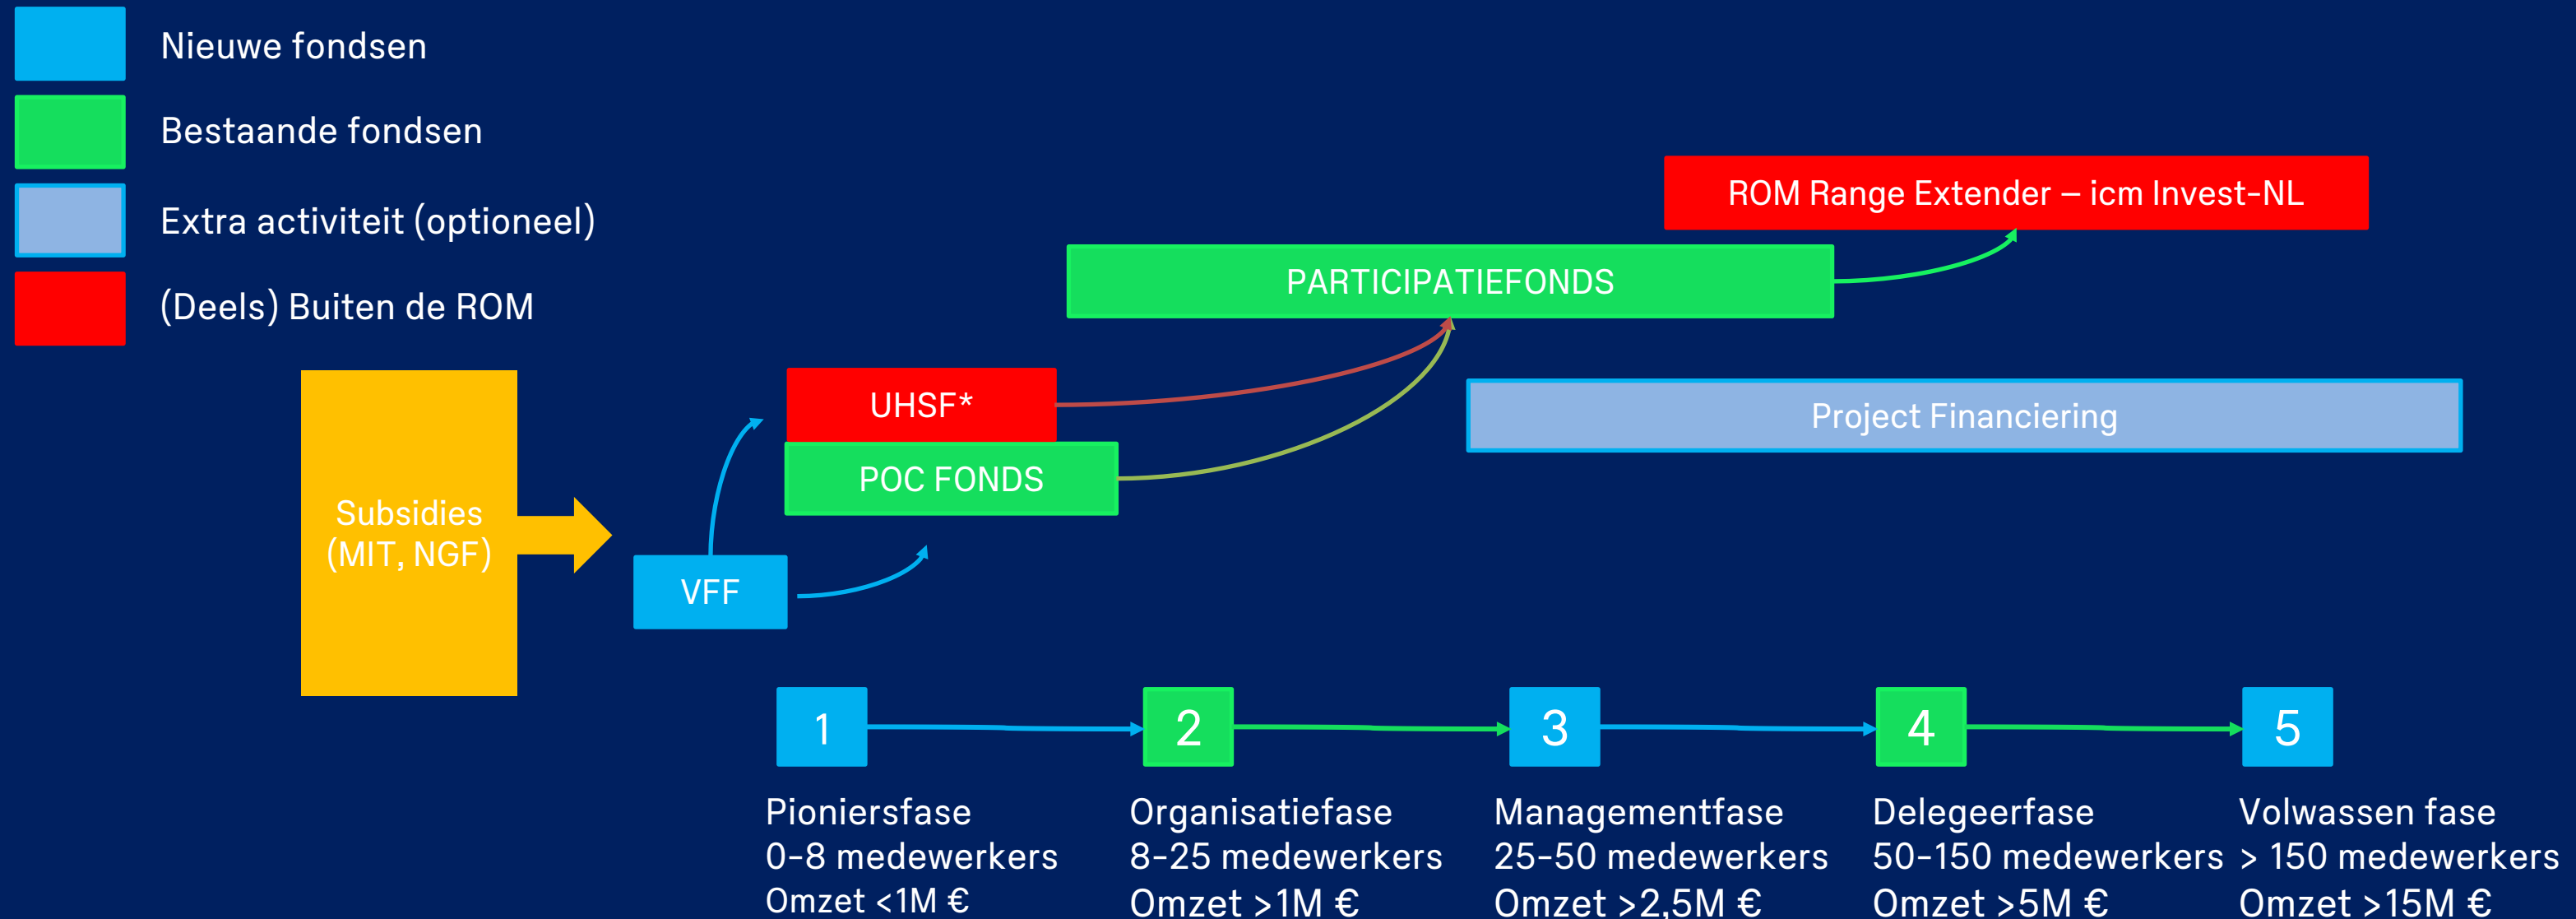 Nieuwe fondsen
Bestaande fondsen
Extra activiteit (optioneel)
(Deels) Buiten de ROM
ROM Range Extender – icm Invest-NL
PARTICIPATIEFONDS
UHSF*
Project Financiering
POC FONDS
Subsidies
(MIT, NGF)
VFF
1
2
3
4
5
Pioniersfase
0-8 medewerkers
Omzet <1M €
Organisatiefase
8-25 medewerkers
Omzet >1M €
Managementfase
25-50 medewerkers
Omzet >2,5M €
Delegeerfase
50-150 medewerkers
Omzet >5M €
Volwassen fase
> 150 medewerkers
Omzet >15M €